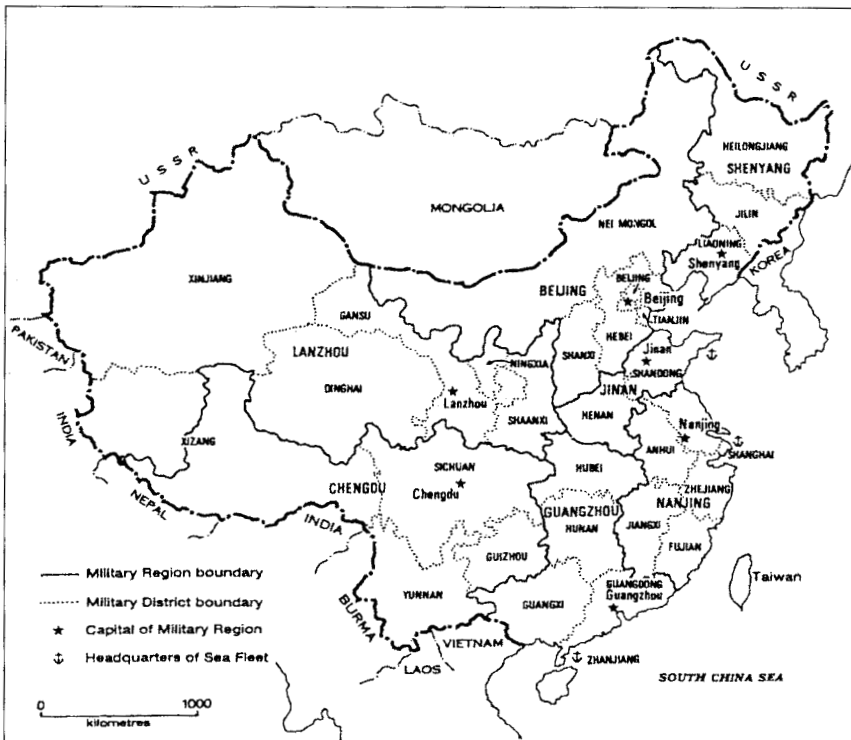 U S S R
U S S R
HEILONGJIANG
SHENYANG
MONGOLIA
JILIN
NEI MONGOL
LIAONING
Shenyang
KOREA
XINJIANG
BEIJING
BEIJING
Beijing
GANSU
TIANJIN
HEBEI
PAKISTAN
LANZHOU
NINGXIA
SHANXI
Jinan
SHANDONG
DINGHAI
Lanzhou
JINAN
HENAN
SHAANXI
INDIA
XIZANG
Nanjing
ANHUI
SHANGHAI
SICHUAN
HUBEI
CHENGDU
Chengdu
ZHEJIANG
NEPAL
INDIA
GUANGZHOU
NANJING
HUNAN
JIANGXI
GUIZHOU
FUJIAN
Military Region boundary
Taiwan
GUANGDONG
Guangzhou
YUNNAN
GUANGXI
Military District boundary
BURMA
Capital of Military Region
VIETNAM
Headquarters of Sea Fleet
LAOS
ZHANJIANG
SOUTH CHINA SEA
0 1000
kilometres